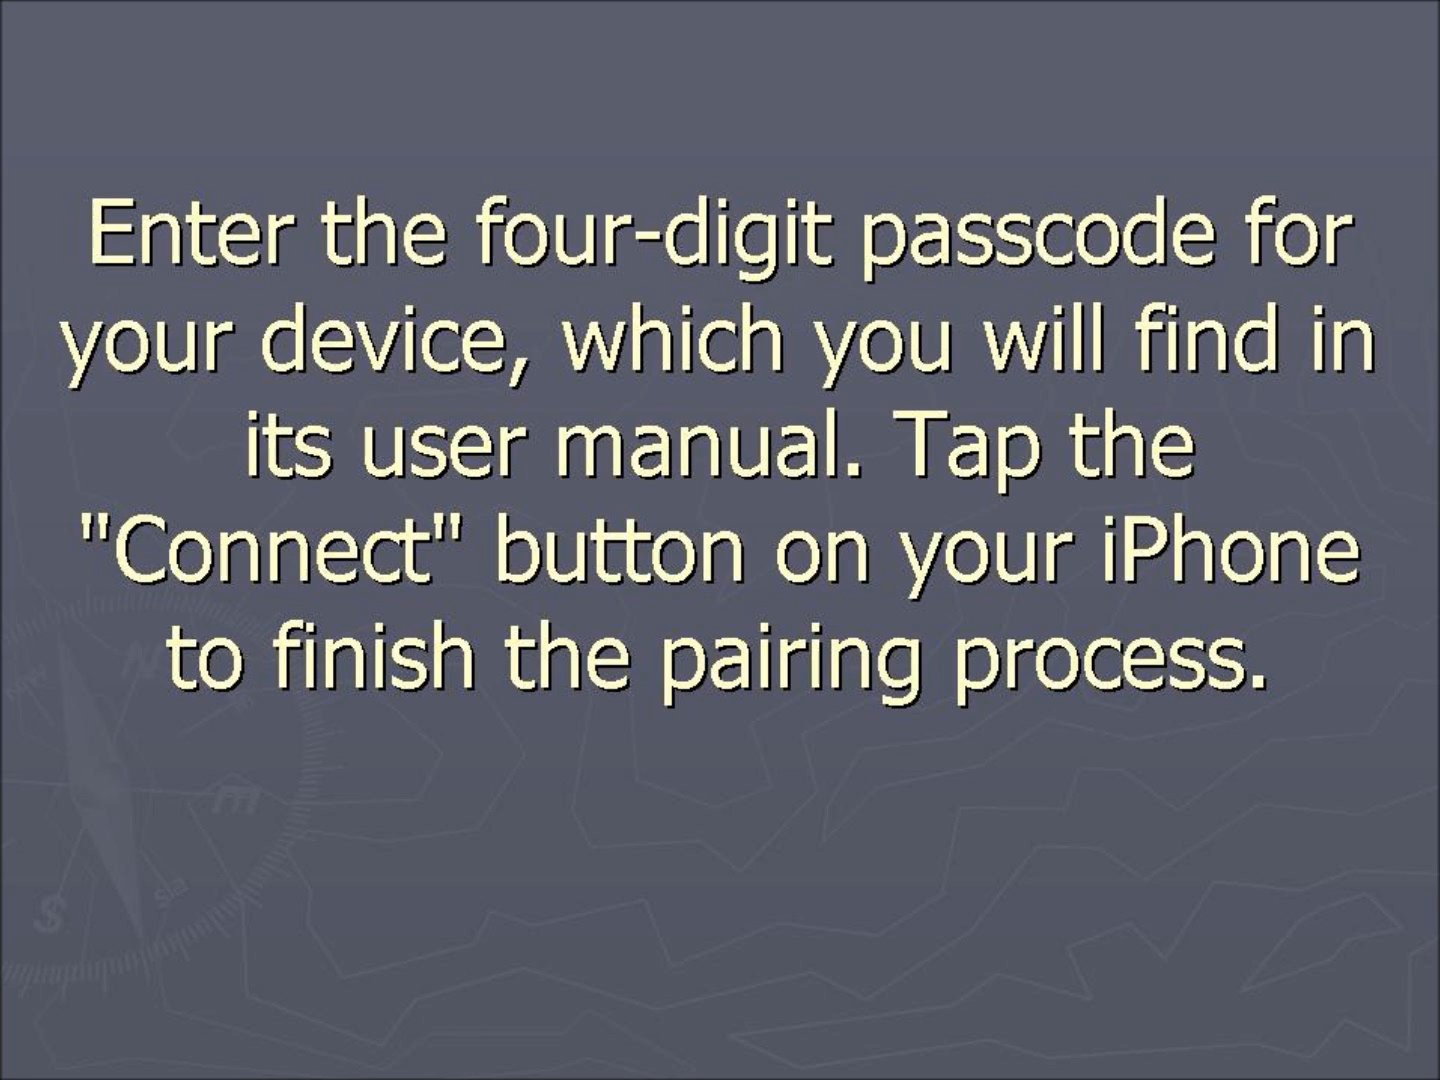 Enter the four-digit passcode for
your device, which you will find in
its user manual. Tap the
"Connect" button on your iPhone
to finish the pairing process.
N
m
S